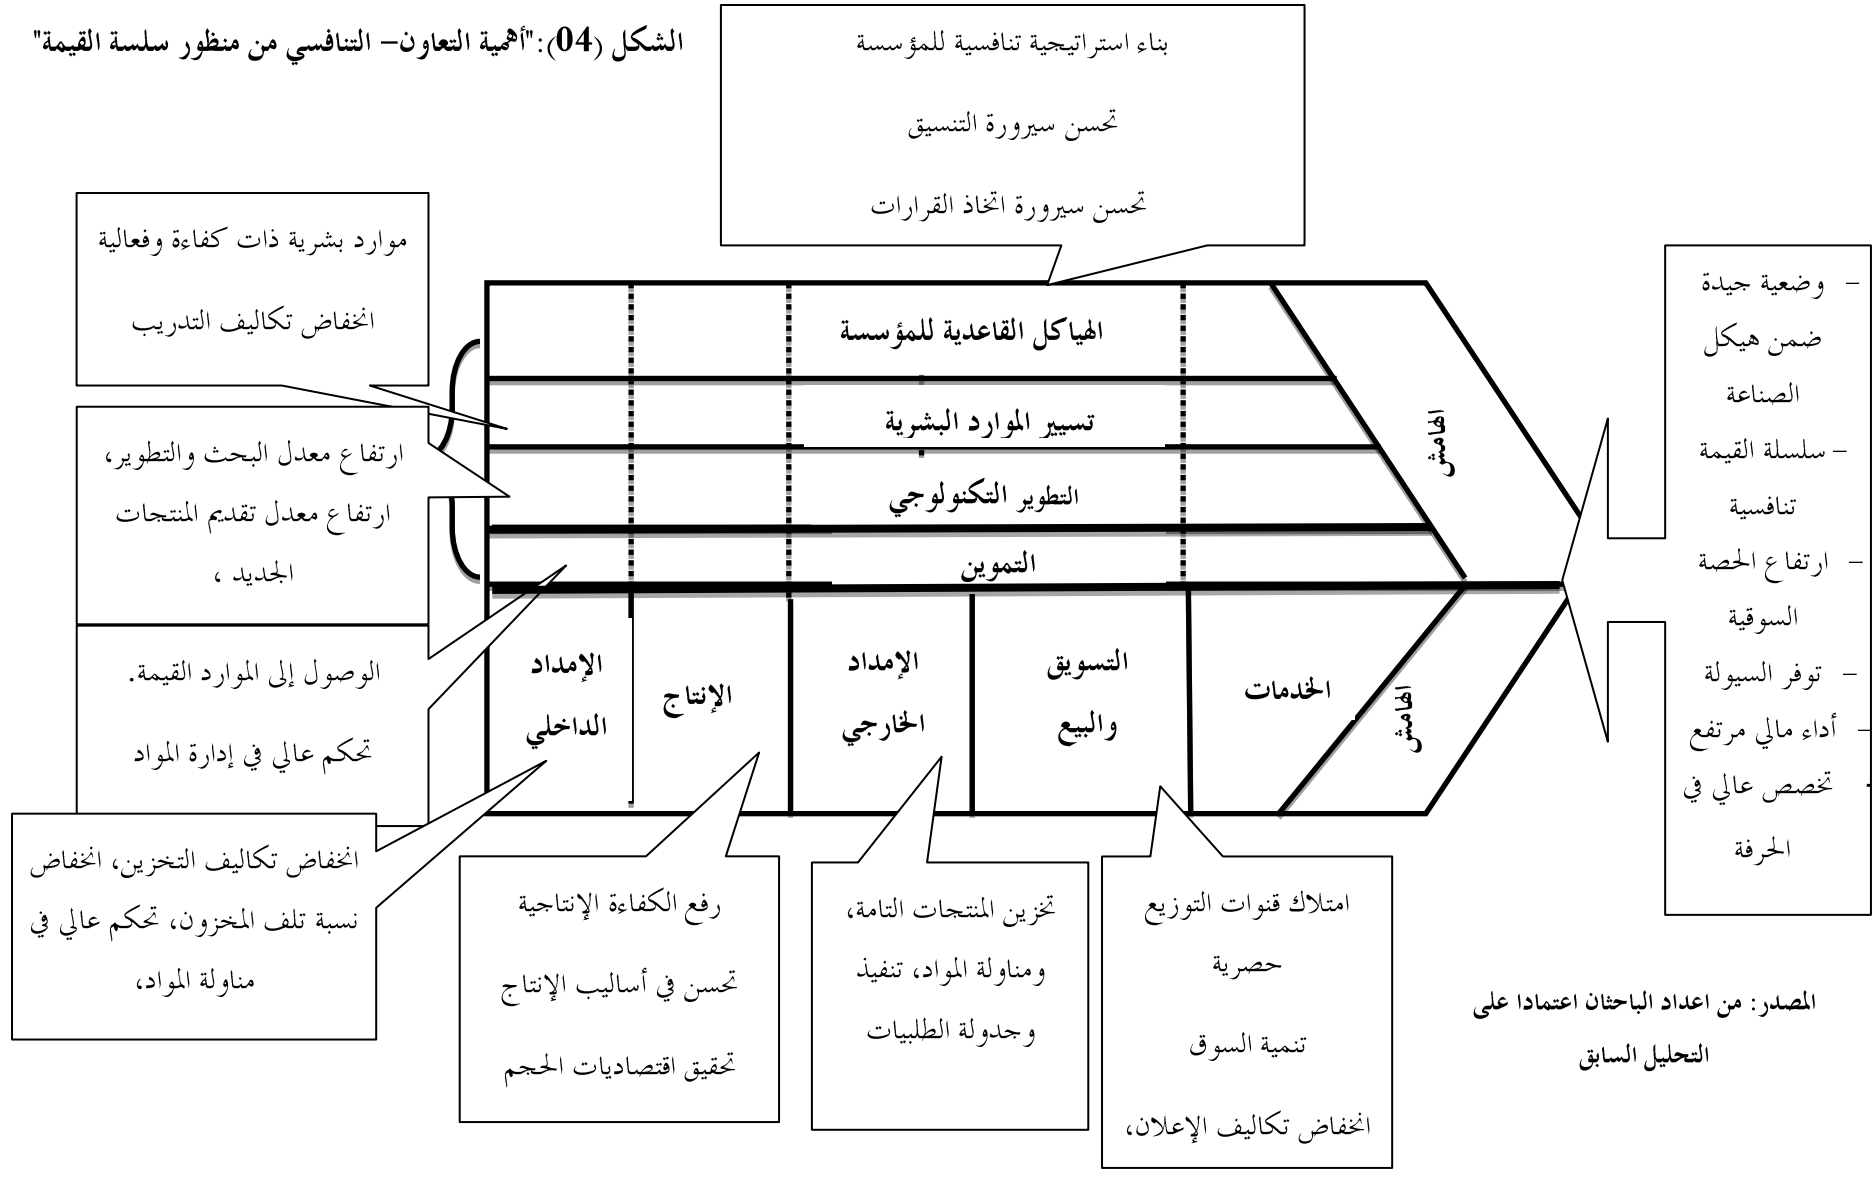 الشكل (04):"أهمية التعاون– التنافسي من منظور سلسة القيمة"
بناء استراتيجية تنافسية للمؤسسة
تحسن سيرورة التنسيق
تحسن سيرورة اتخاذ القرارات
موارد بشرية ذات كفاءة وفعالية
انخفاض تكاليف التدريب
ارتفاع معدل البحث والتطوير،
ارتفاع معدل تقديم المنتجات
الجديد ،
الوصول إلى الموارد القيمة.
تحكم عالي في إدارة المواد
انخفاض تكاليف التخزين، انخفاض
نسبة تلف المخزون، تحكم عالي في
مناولة المواد،
الهياكل القاعدية للمؤسسة
تسيير الموارد البشرية
التطوير التكنولوجي
التموين
الهامش
الإمداد
الداخلي
الإنتاج
الإمداد
الخارجي
التسويق
والبيع
الخدمات
الهامش
رفع الكفاءة الإنتاجية
تحسن في أساليب الإنتاج
تحقيق اقتصاديات الحجم
تخزين المنتجات التامة،
ومناولة المواد، تنفيذ
وجدولة الطلبيات
امتلاك قنوات التوزيع
حصرية
تنمية السوق
انخفاض تكاليف الإعلان،
– وضعية جيدة
ضمن هيكل
الصناعة
– سلسلة القيمة
تنافسية
– ارتفاع الحصة
السوقية
– توفر السيولة
– أداء مالي مرتفع
- تخصص عالي في
الحرفة
المصدر: من اعداد الباحثان اعتمادا على
التحليل السابق